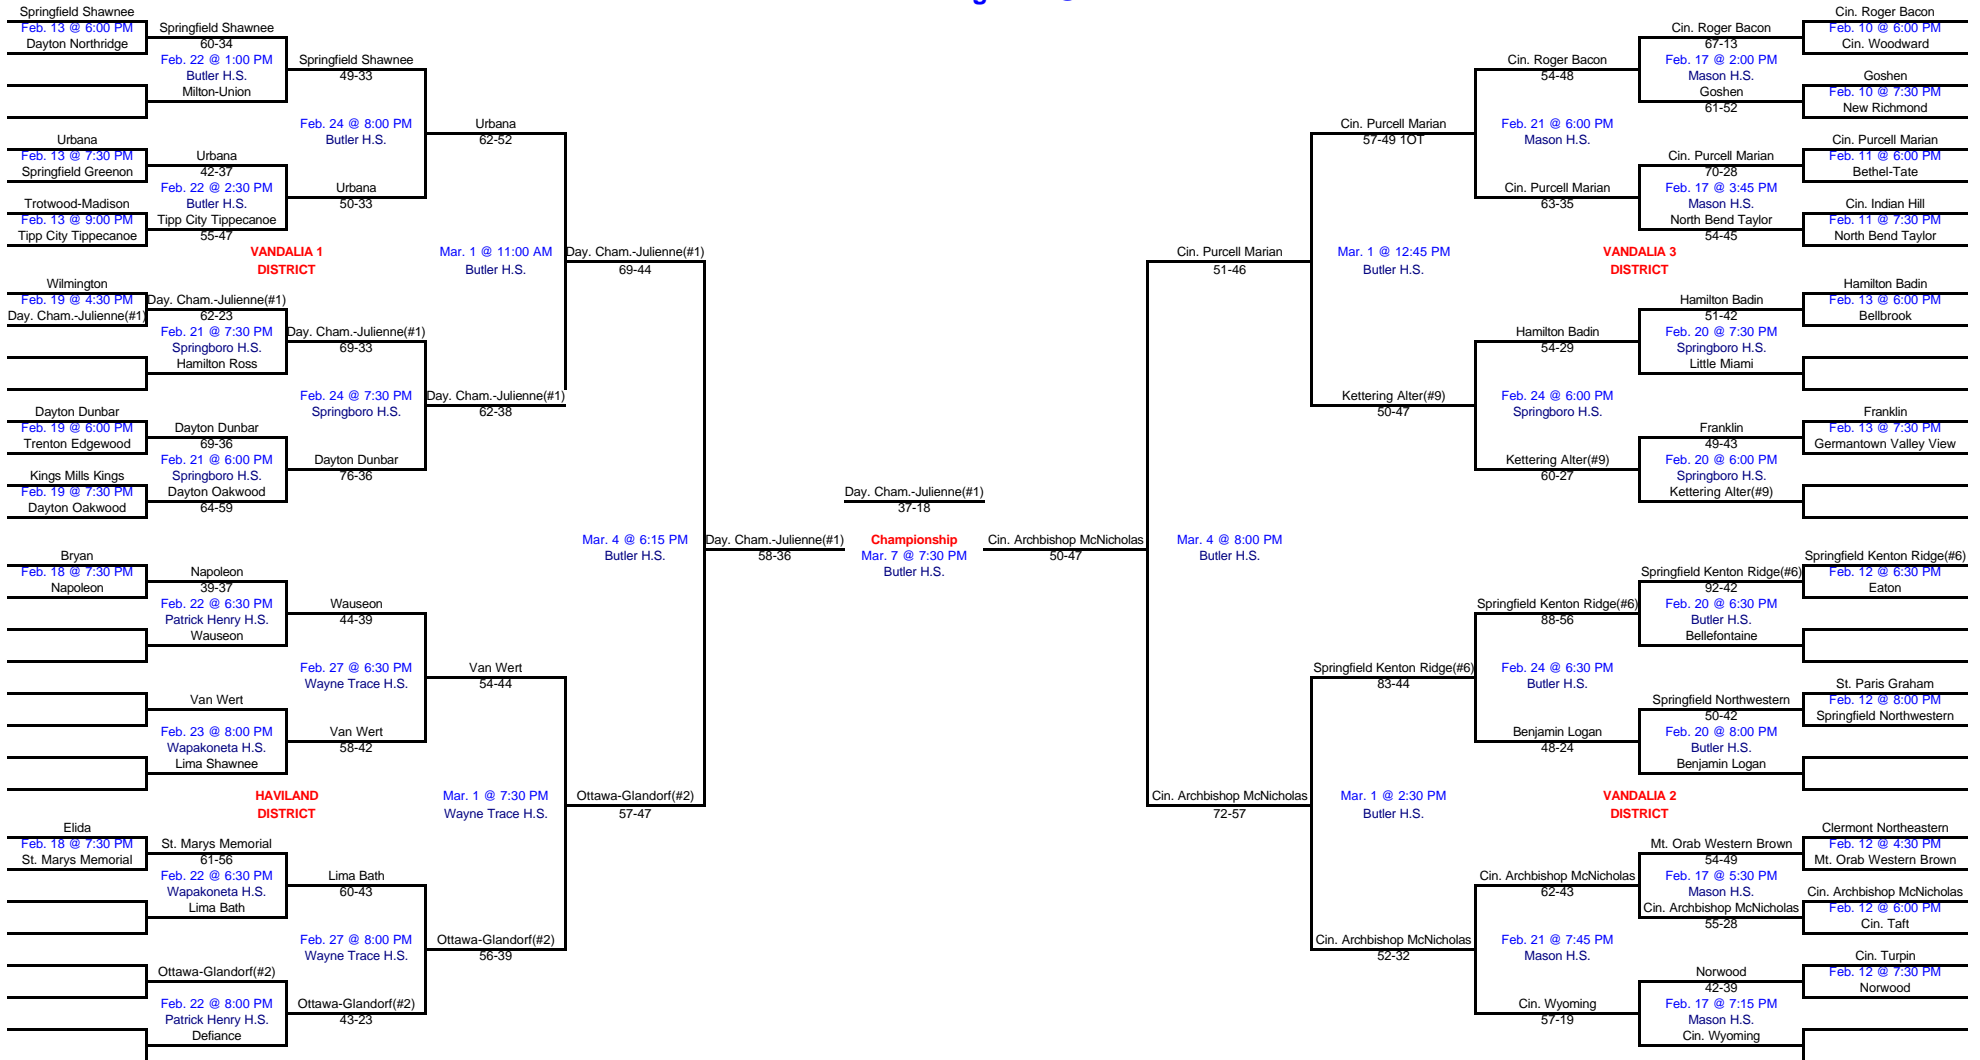 Springfield Shawnee
Feb. 13 @ 6:00 PM
Dayton Northridge
Urbana
Feb. 13 @ 7:30 PM
Springfield Greenon
Trotwood-Madison
Feb. 13 @ 9:00 PM
Tipp City Tippecanoe
Wilmington
Feb. 19 @ 4:30 PM
Day. Cham.-Julienne(#1)
Dayton Dunbar
Feb. 19 @ 6:00 PM
Trenton Edgewood
Kings Mills Kings
Feb. 19 @ 7:30 PM
Dayton Oakwood
Bryan
Feb. 18 @ 7:30 PM
Napoleon
Elida
Feb. 18 @ 7:30 PM
St. Marys Memorial
Springfield Shawnee
60-34
Feb. 22 @ 1:00 PM
Butler H.S.
Milton-Union
Urbana
42-37
Feb. 22 @ 2:30 PM
Butler H.S.
Tipp City Tippecanoe
55-47
VANDALIA 1
DISTRICT
Day. Cham.-Julienne(#1)
62-23
Feb. 21 @ 7:30 PM
Springboro H.S.
Hamilton Ross
Dayton Dunbar
69-36
Feb. 21 @ 6:00 PM
Springboro H.S.
Dayton Oakwood
64-59
Napoleon
39-37
Feb. 22 @ 6:30 PM
Patrick Henry H.S.
Wauseon
Van Wert
Feb. 23 @ 8:00 PM
Wapakoneta H.S.
Lima Shawnee
HAVILAND
DISTRICT
St. Marys Memorial
61-56
Feb. 22 @ 6:30 PM
Wapakoneta H.S.
Lima Bath
Ottawa-Glandorf(#2)
Feb. 22 @ 8:00 PM
Patrick Henry H.S.
Defiance
Springfield Shawnee
49-33
Feb. 24 @ 8:00 PM
Butler H.S.
Urbana
50-33
Day. Cham.-Julienne(#1)
69-33
Feb. 24 @ 7:30 PM
Springboro H.S.
Dayton Dunbar
76-36
Wauseon
44-39
Feb. 27 @ 6:30 PM
Wayne Trace H.S.
Van Wert
58-42
Lima Bath
60-43
Feb. 27 @ 8:00 PM
Wayne Trace H.S.
Ottawa-Glandorf(#2)
43-23
Urbana
62-52
Mar. 1 @ 11:00 AM
Butler H.S.
Day. Cham.-Julienne(#1)
62-38
Van Wert
54-44
Mar. 1 @ 7:30 PM
Wayne Trace H.S.
Ottawa-Glandorf(#2)
56-39
Day. Cham.-Julienne(#1)
69-44
Mar. 4 @ 6:15 PM
Butler H.S.
Ottawa-Glandorf(#2)
57-47
Day. Cham.-Julienne(#1)
58-36
Day. Cham.-Julienne(#1)
37-18
Championship
Mar. 7 @ 7:30 PM
Butler H.S.
Cin. Archbishop McNicholas
50-47
Cin. Purcell Marian
51-46
Mar. 4 @ 8:00 PM
Butler H.S.
Cin. Archbishop McNicholas
72-57
Cin. Purcell Marian
57-49 1OT
Mar. 1 @ 12:45 PM
Butler H.S.
Kettering Alter(#9)
50-47
Springfield Kenton Ridge(#6)
83-44
Mar. 1 @ 2:30 PM
Butler H.S.
Cin. Archbishop McNicholas
52-32
Cin. Roger Bacon
54-48
Feb. 21 @ 6:00 PM
Mason H.S.
Cin. Purcell Marian
63-35
Hamilton Badin
54-29
Feb. 24 @ 6:00 PM
Springboro H.S.
Kettering Alter(#9)
60-27
Springfield Kenton Ridge(#6)
88-56
Feb. 24 @ 6:30 PM
Butler H.S.
Benjamin Logan
48-24
Cin. Archbishop McNicholas
62-43
Feb. 21 @ 7:45 PM
Mason H.S.
Cin. Wyoming
57-19
Cin. Roger Bacon
67-13
Feb. 17 @ 2:00 PM
Mason H.S.
Goshen
61-52
Cin. Purcell Marian
70-28
Feb. 17 @ 3:45 PM
Mason H.S.
North Bend Taylor
54-45
VANDALIA 3
DISTRICT
Hamilton Badin
51-42
Feb. 20 @ 7:30 PM
Springboro H.S.
Little Miami
Franklin
49-43
Feb. 20 @ 6:00 PM
Springboro H.S.
Kettering Alter(#9)
Springfield Kenton Ridge(#6)
92-42
Feb. 20 @ 6:30 PM
Butler H.S.
Bellefontaine
Springfield Northwestern
50-42
Feb. 20 @ 8:00 PM
Butler H.S.
Benjamin Logan
VANDALIA 2
DISTRICT
Mt. Orab Western Brown
54-49
Feb. 17 @ 5:30 PM
Mason H.S.
Cin. Archbishop McNicholas
55-28
Norwood
42-39
Feb. 17 @ 7:15 PM
Mason H.S.
Cin. Wyoming
Cin. Roger Bacon
Feb. 10 @ 6:00 PM
Cin. Woodward
Goshen
Feb. 10 @ 7:30 PM
New Richmond
Cin. Purcell Marian
Feb. 11 @ 6:00 PM
Bethel-Tate
Cin. Indian Hill
Feb. 11 @ 7:30 PM
North Bend Taylor
Hamilton Badin
Feb. 13 @ 6:00 PM
Bellbrook
Franklin
Feb. 13 @ 7:30 PM
Germantown Valley View
Springfield Kenton Ridge(#6)
Feb. 12 @ 6:30 PM
Eaton
St. Paris Graham
Feb. 12 @ 8:00 PM
Springfield Northwestern
Clermont Northeastern
Feb. 12 @ 4:30 PM
Mt. Orab Western Brown
Cin. Archbishop McNicholas
Feb. 12 @ 6:00 PM
Cin. Taft
Cin. Turpin
Feb. 12 @ 7:30 PM
Norwood